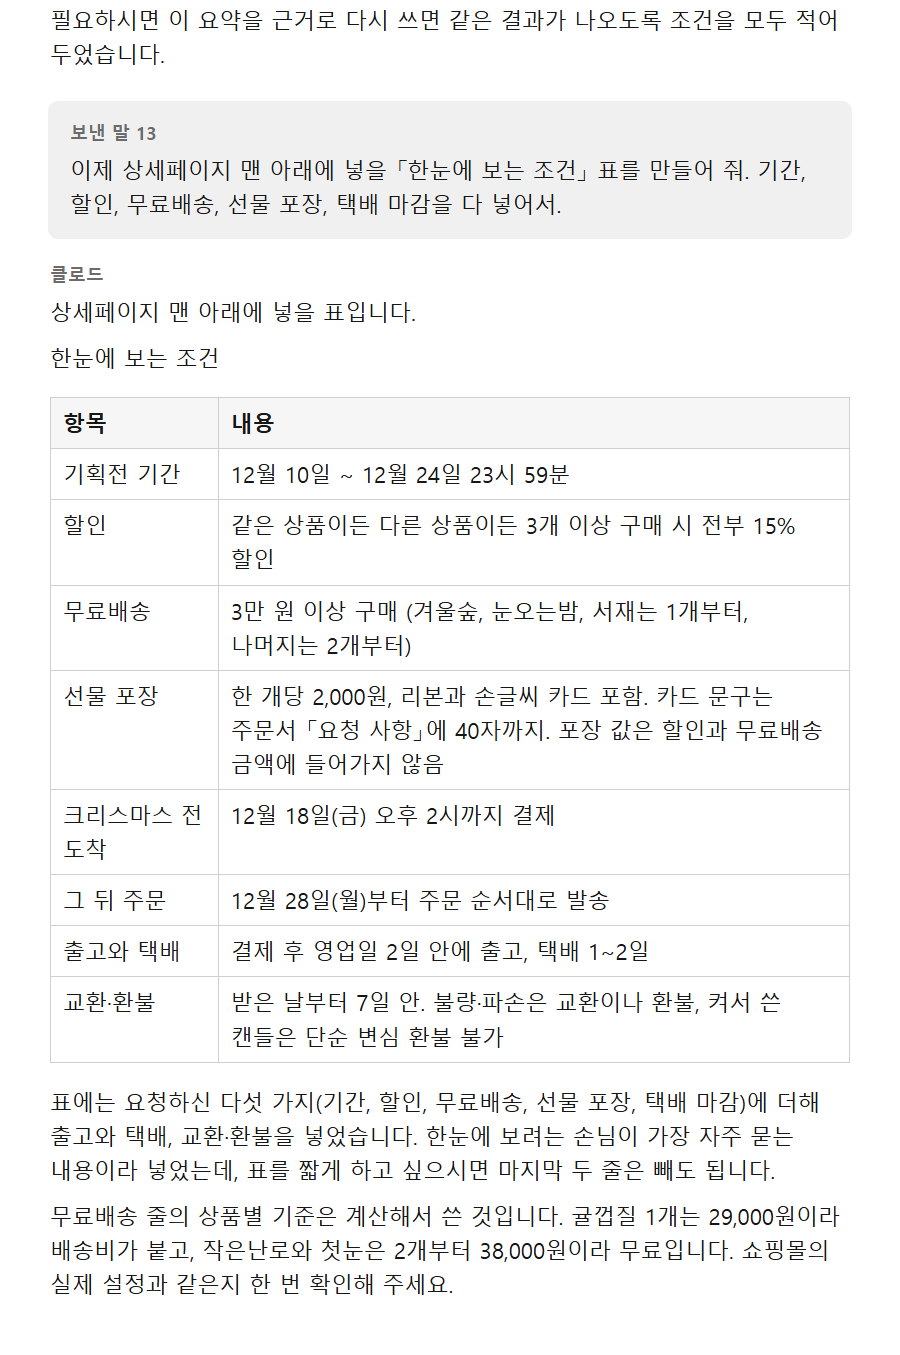 필요하시면 이 요약을 근거로 다시 쓰면 같은 결과가 나오도록 조건을 모두 적어
두었습니다.
보낸 말 13
이제 상세페이지 맨 아래에 넣을 「한눈에 보는 조건」 표를 만들어 줘. 기간,
할인, 무료배송, 선물 포장, 택배 마감을 다 넣어서.
클로드
상세페이지 맨 아래에 넣을 표입니다.
한눈에 보는 조건
항목 내용
기획전 기간 12월 10일 ~ 12월 24일 23시 59분
할인 같은 상품이든 다른 상품이든 3개 이상 구매 시 전부 15%
할인
무료배송 3만 원 이상 구매 (겨울숲, 눈오는밤, 서재는 1개부터,
나머지는 2개부터)
선물 포장 한 개당 2,000원, 리본과 손글씨 카드 포함. 카드 문구는
주문서 「요청 사항」에 40자까지. 포장 값은 할인과 무료배송
금액에 들어가지 않음
크리스마스 전 12월 18일(금) 오후 2시까지 결제
도착
그 뒤 주문 12월 28일(월)부터 주문 순서대로 발송
출고와 택배 결제 후 영업일 2일 안에 출고, 택배 1~2일
교환·환불 받은 날부터 7일 안. 불량·파손은 교환이나 환불, 켜서 쓴
캔들은 단순 변심 환불 불가
표에는 요청하신 다섯 가지(기간, 할인, 무료배송, 선물 포장, 택배 마감)에 더해
출고와 택배, 교환·환불을 넣었습니다. 한눈에 보려는 손님이 가장 자주 묻는
내용이라 넣었는데, 표를 짧게 하고 싶으시면 마지막 두 줄은 빼도 됩니다.
무료배송 줄의 상품별 기준은 계산해서 쓴 것입니다. 귤껍질 1개는 29,000원이라
배송비가 붙고, 작은난로와 첫눈은 2개부터 38,000원이라 무료입니다. 쇼핑몰의
실제 설정과 같은지 한 번 확인해 주세요.